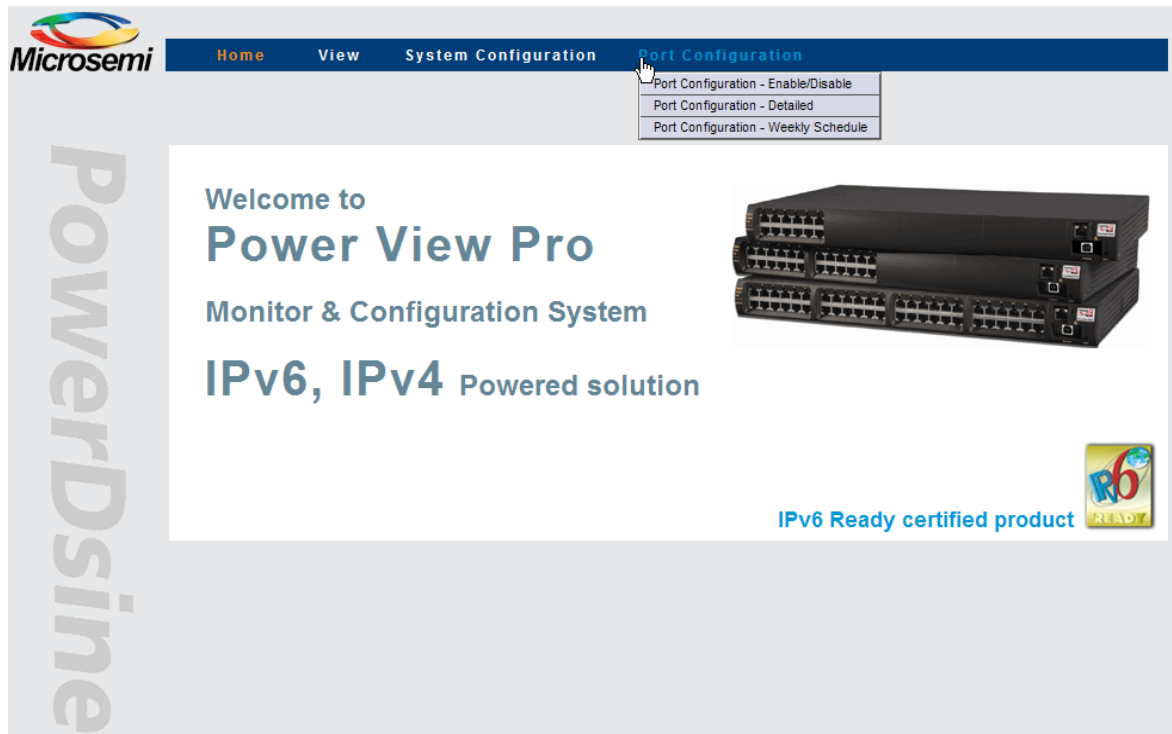 Microsemi
Home View System Configuration Port Configuration
Port Configuration - Enable/Disable
Port Configuration - Detailed
Port Configuration - Weekly Schedule
PowerDsine
Welcome to
Power View Pro
Monitor & Configuration System
IPv6, IPv4 Powered solution
IPv6 Ready certified product
IPv6
READY